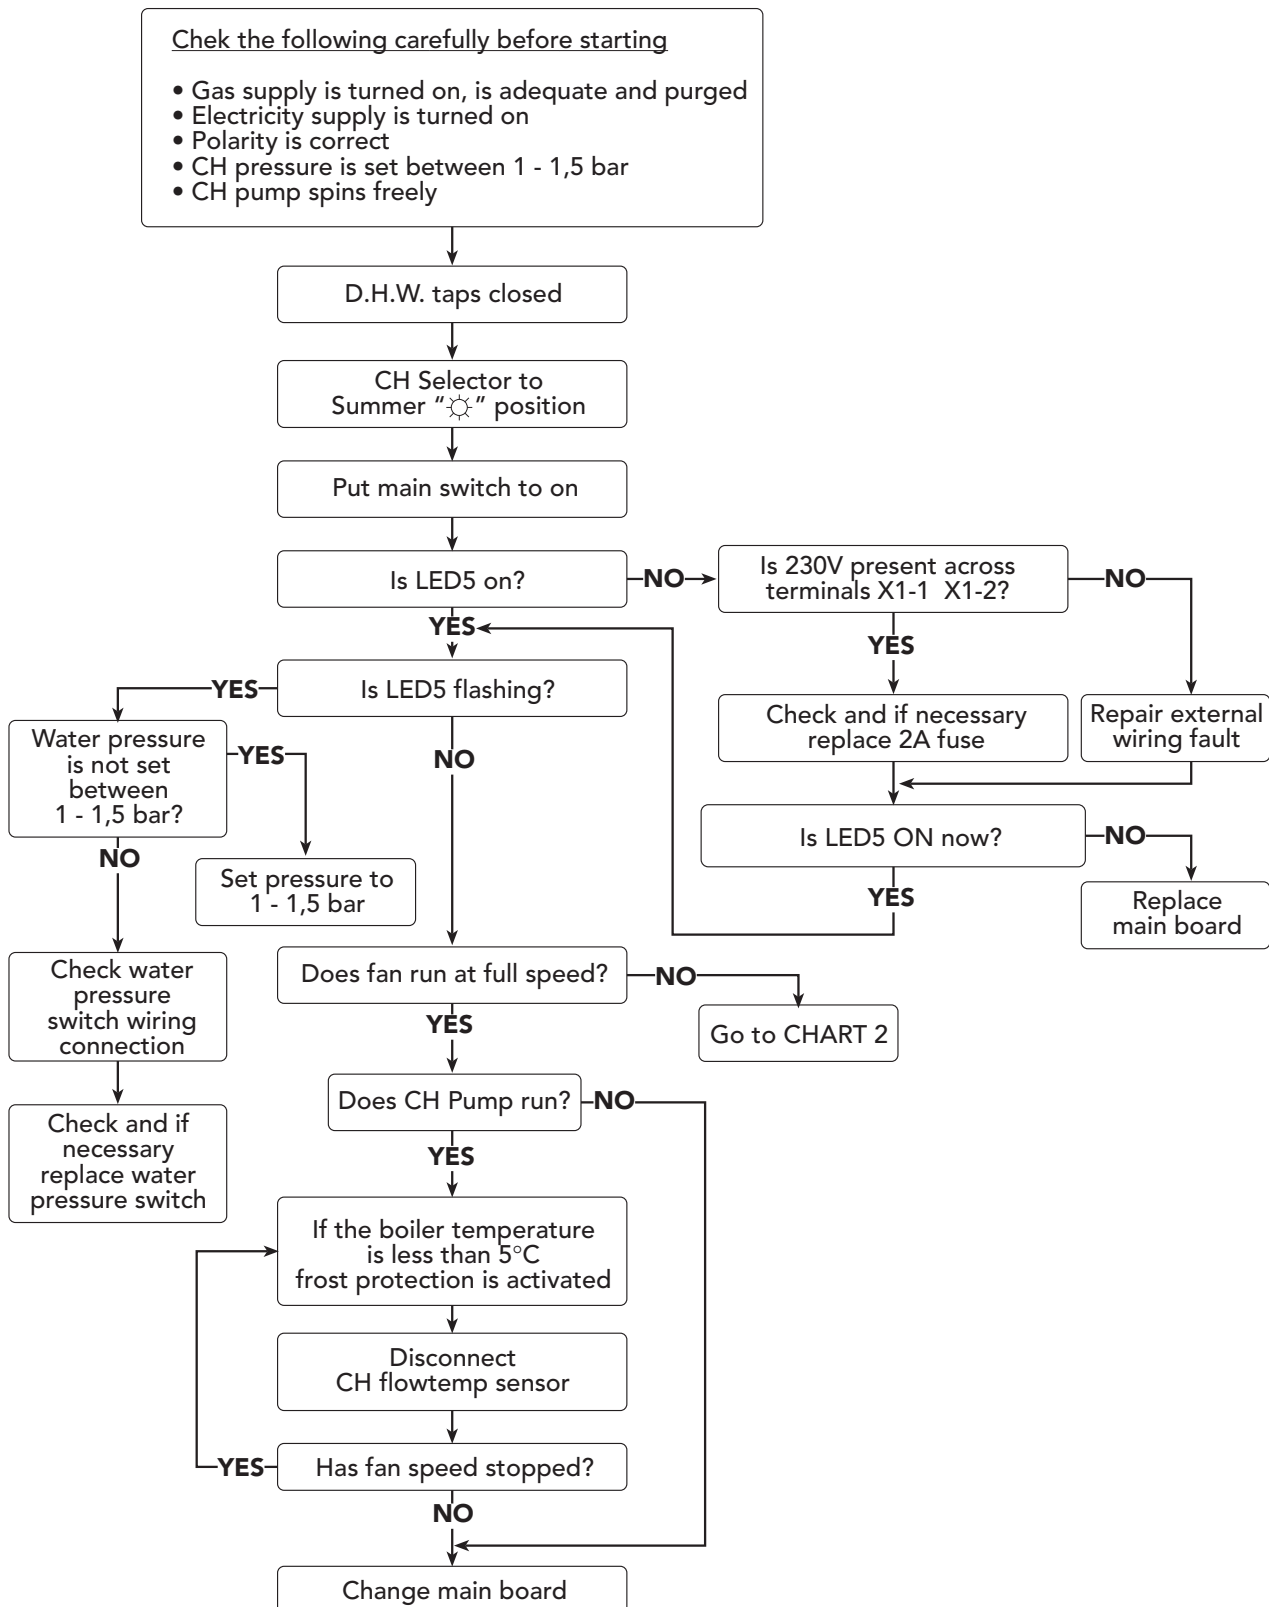 Chek the following carefully before starting
• Gas supply is turned on, is adequate and purged
• Electricity supply is turned on
• Polarity is correct
• CH pressure is set between 1 - 1,5 bar
• CH pump spins freely
D.H.W. taps closed
CH Selector to
Summer “☼” position
Put main switch to on
Is LED5 on?
NO
Is 230V present across
terminals X1-1 X1-2?
NO
YES
YES
Is LED5 flashing?
YES
Check and if necessary
replace 2A fuse
Repair external
wiring fault
Water pressure
is not set
between
1 - 1,5 bar?
YES
NO
Is LED5 ON now?
NO
NO
Set pressure to
1 - 1,5 bar
YES
Replace
main board
Check water
pressure
switch wiring
connection
Does fan run at full speed?
NO
Go to CHART 2
YES
Does CH Pump run?
NO
Check and if
necessary
replace water
pressure switch
YES
If the boiler temperature
is less than 5°C
frost protection is activated
Disconnect
CH flowtemp sensor
Has fan speed stopped?
YES
NO
Change main board